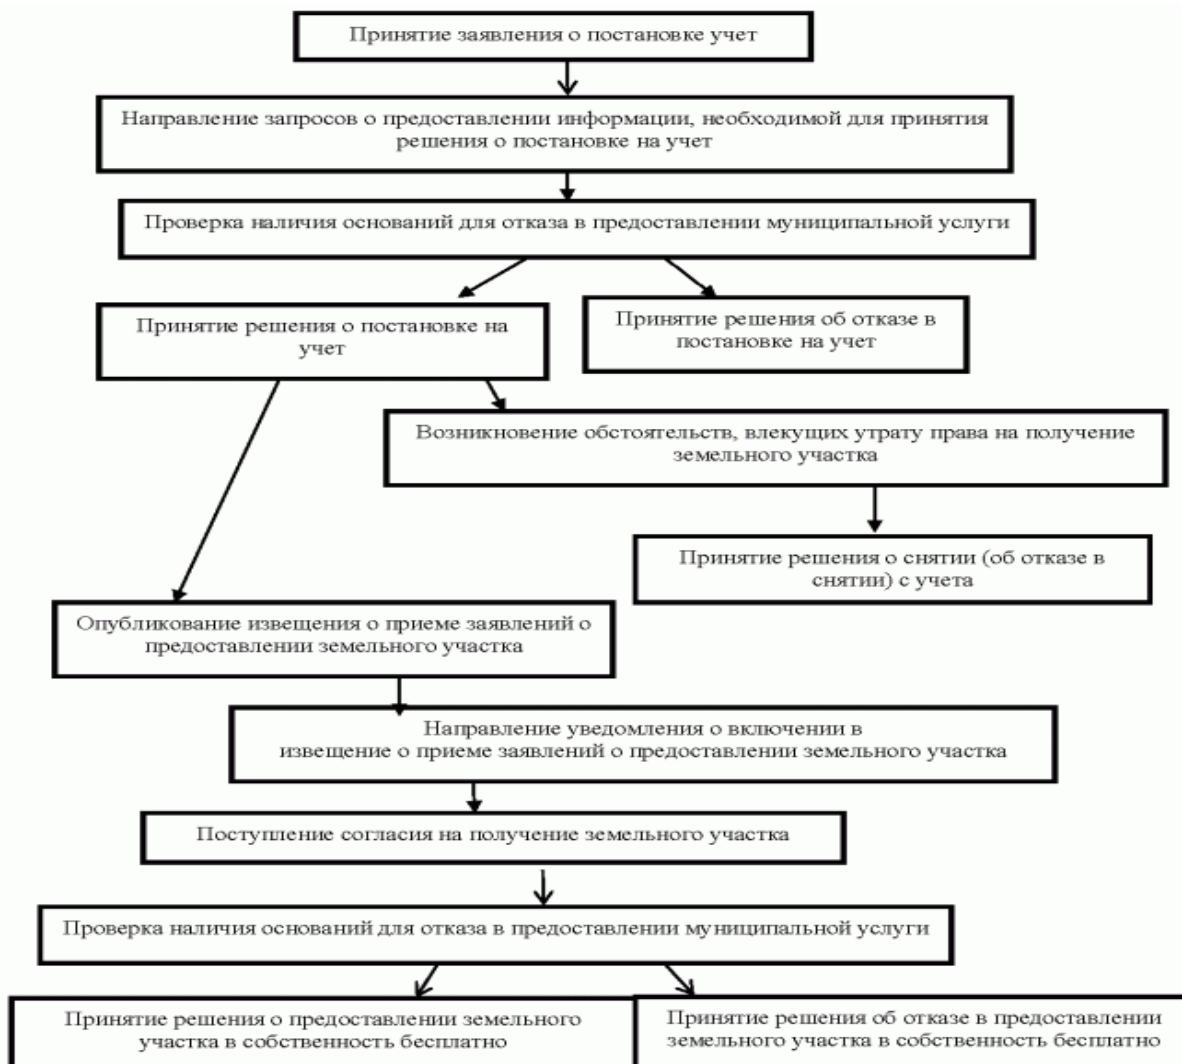 Принятие заявления о постановке учет
Направление запросов о предоставлении информации, необходимой для принятия
решения о постановке на учет
Проверка наличия оснований для отказа в предоставлении муниципальной услуги
Принятие решения о постановке на
учет
Принятие решения об отказе в
постановке на учет
Возникновение обстоятельств, влекущих утрату права на получение
земельного участка
Принятие решения о снятии (об отказе в
снятии) с учета
Опубликование извещения о приеме заявлений о
предоставлении земельного участка
Направление уведомления о включении в
извещение о приеме заявлений о предоставлении земельного участка
Поступление согласия на получение земельного участка
Проверка наличия оснований для отказа в предоставлении муниципальной услуги
Принятие решения о предоставлении земельного
участка в собственность бесплатно
Принятие решения об отказе в предоставлении
земельного участка в собственность бесплатно